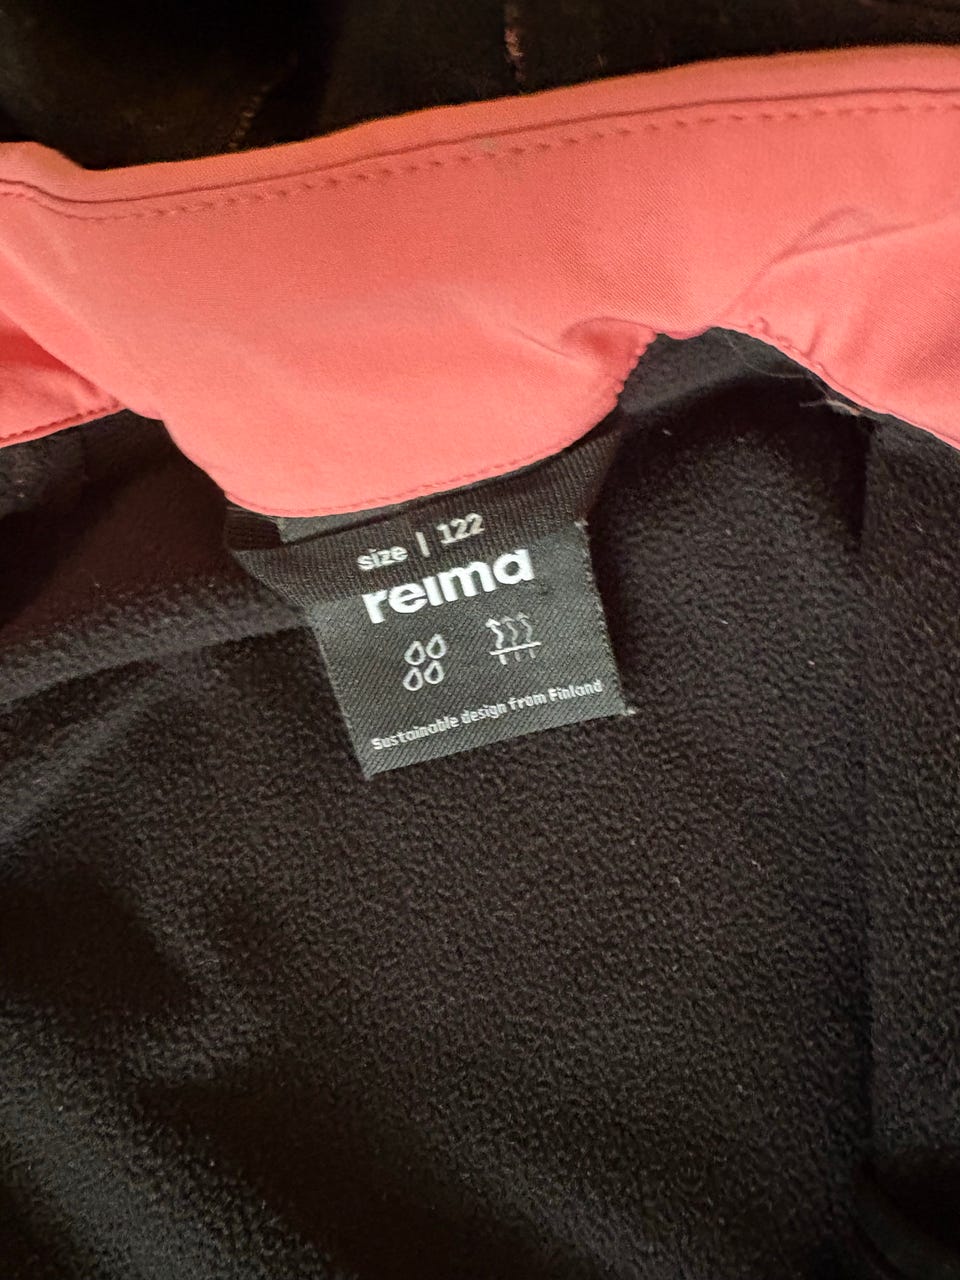 size | 122
reima
Sustainable design from Finland